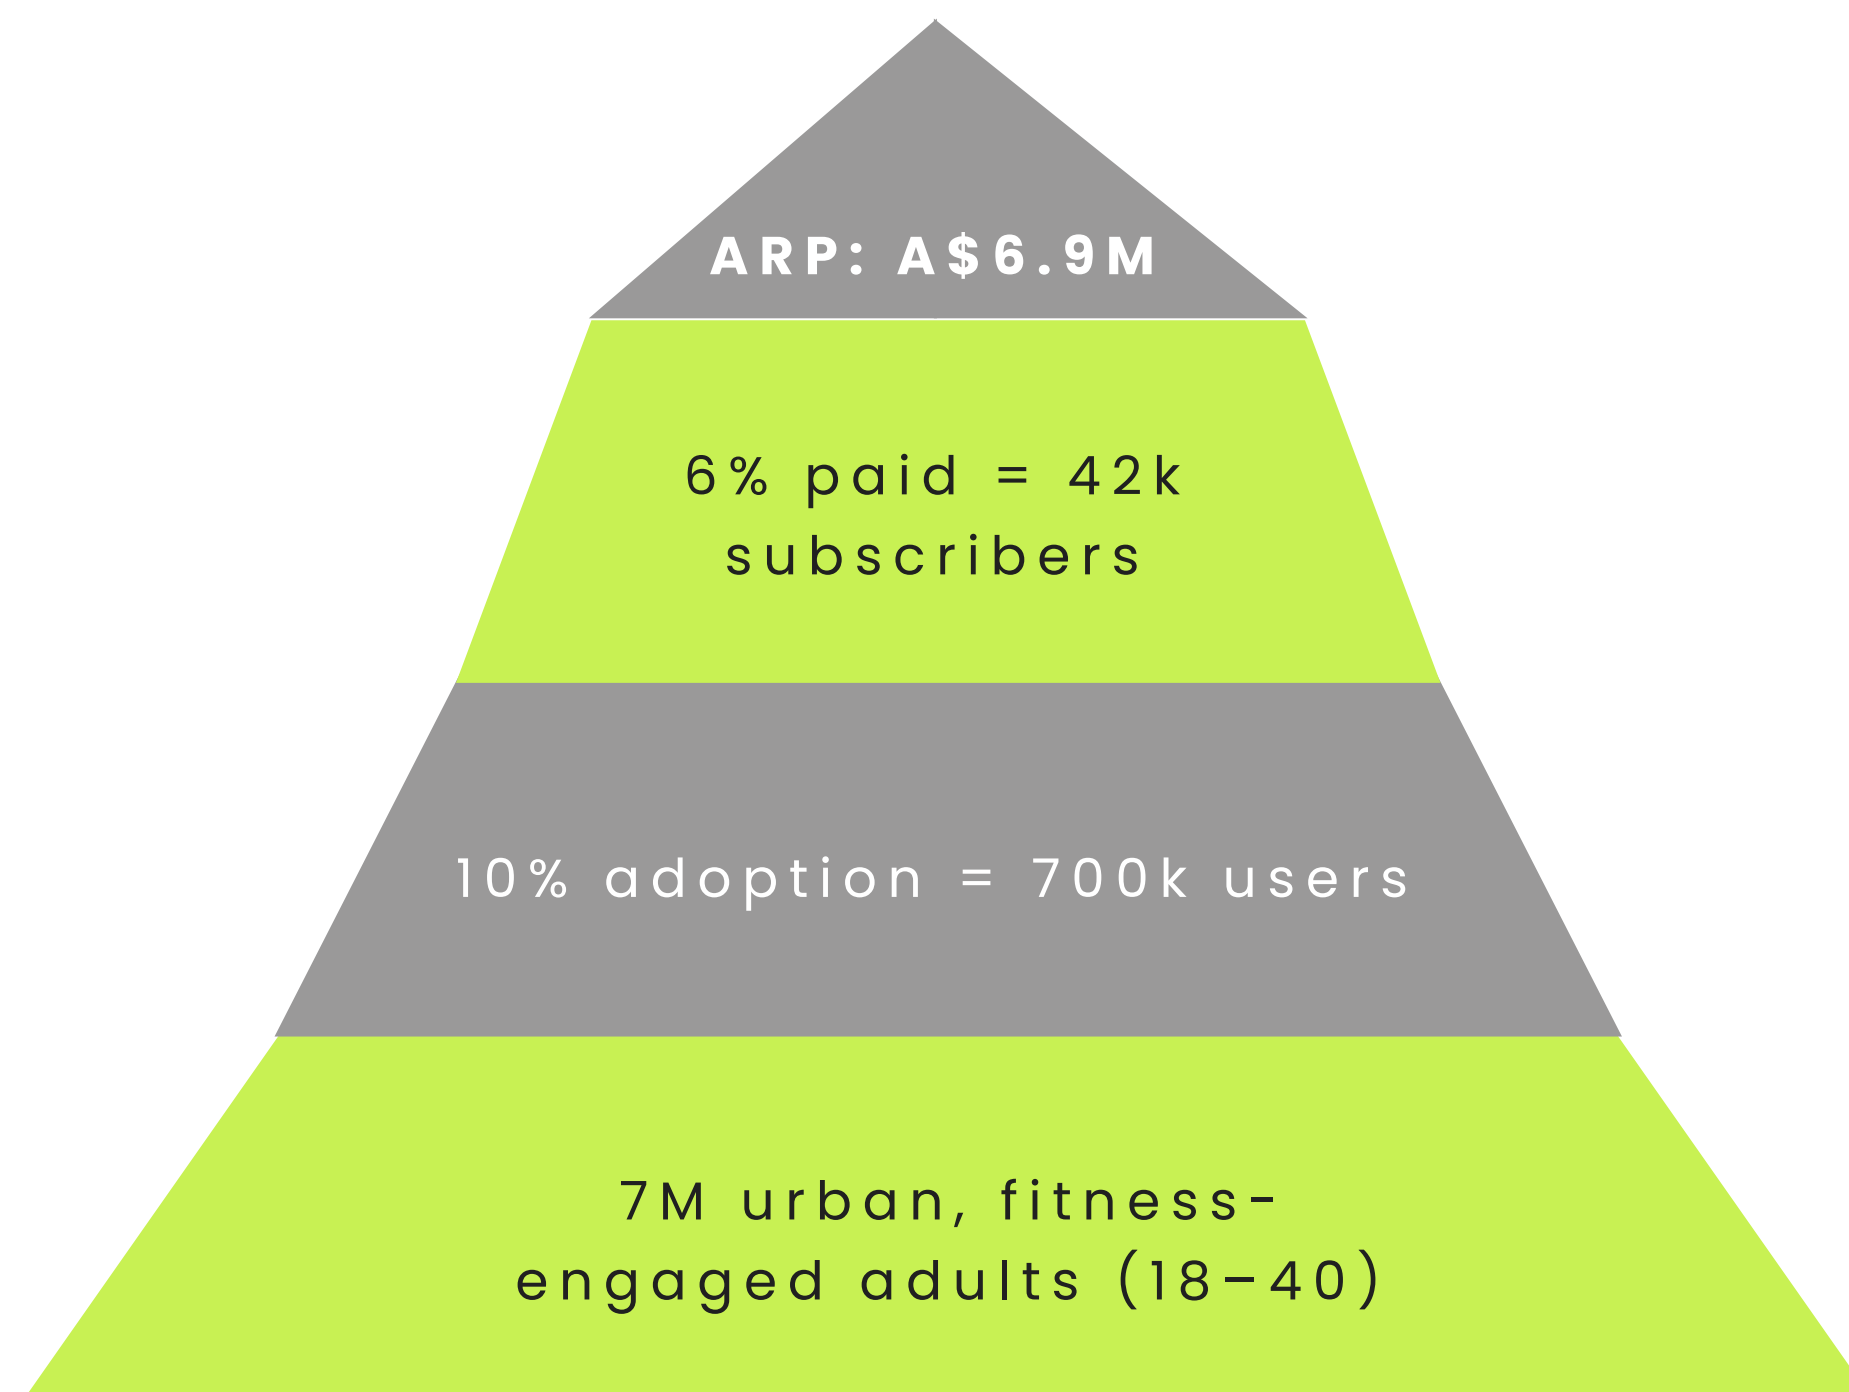 ARP: A$6.9M
6% paid = 42k
subscribers
10% adoption = 700k users
7M urban, fitness-
engaged adults (18–40)